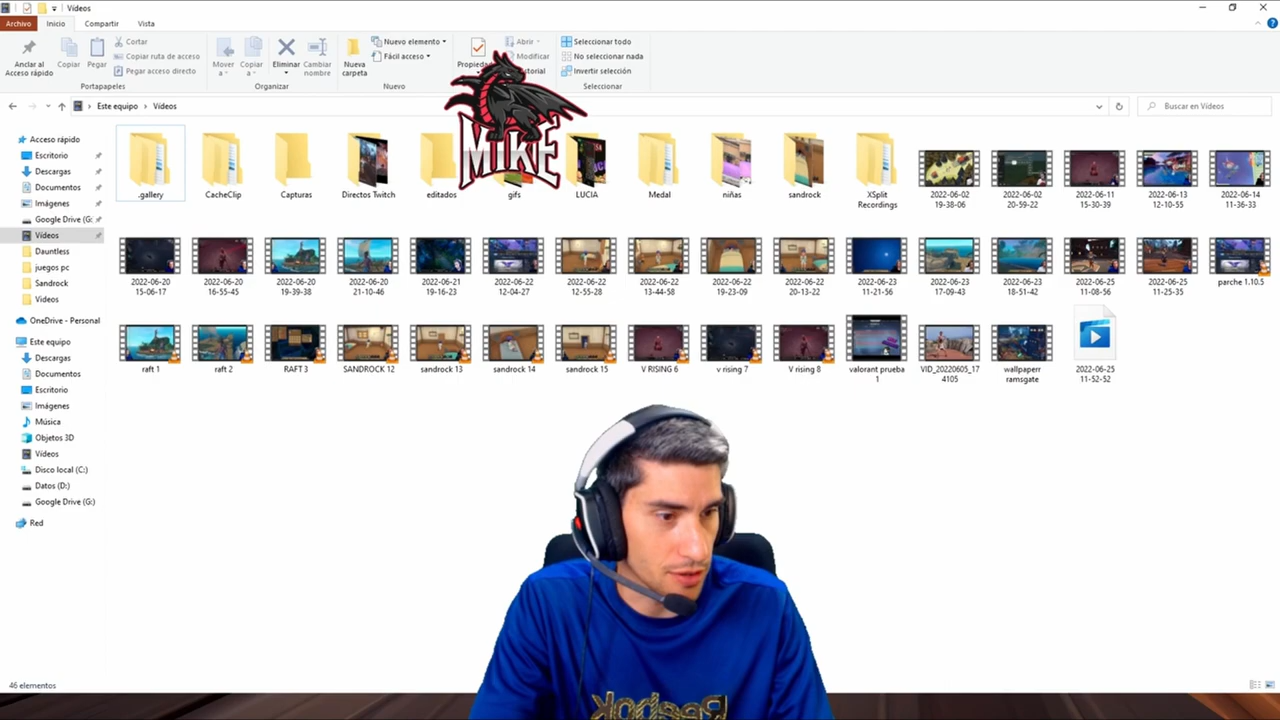 Vídeos
Archivo Inicio Compartir Vista
Anclar al Acceso rápido
Copiar
Pegar
Cortar
Copiar ruta de acceso
Pegar acceso directo
Portapapeles
Mover a
Copiar a
Eliminar
Cambiar nombre
Organizar
Nueva carpeta
Nuevo elemento
Fácil acceso
Nuevo
Abrir
Modificar
Seleccionar todo
No seleccionar nada
Invertir selección
Seleccionar
MIKE
Este equipo > Vídeos
Buscar en Vídeos
Acceso rápido
Escritorio
Descargas
Documentos
Imágenes
Google Drive (G:
Vídeos
Dauntless
juegos pc
Sandrock
Videos
OneDrive - Personal
Este equipo
Descargas
Documentos
Escritorio
Imágenes
Música
Objetos 3D
Vídeos
Disco local (C:)
Datos (D:)
Google Drive (G:)
Red
.gallery
CacheClip
Capturas
Directos Twitch
editados
gifs
LUCIA
Medal
niñas
sandrock
XSplit Recordings
2022-06-02 19-38-06
2022-06-02 20-59-22
2022-06-11 15-30-39
2022-06-13 12-10-55
2022-06-14 11-36-33
2022-06-20 15-06-17
2022-06-20 16-55-45
2022-06-20 19-39-38
2022-06-20 21-10-46
2022-06-21 19-16-23
2022-06-22 12-04-27
2022-06-22 12-55-28
2022-06-22 13-44-58
2022-06-22 19-23-09
2022-06-22 20-13-22
2022-06-23 11-21-56
2022-06-23 17-09-43
2022-06-23 18-51-42
2022-06-25 11-08-56
2022-06-25 11-25-35
parche 1.10.5
raft 1
raft 2
RAFT 3
SANDROCK 12
sandrock 13
sandrock 14
sandrock 15
V RISING 6
v rising 7
V rising 8
valorant prueba 1
VID_20220605_174105
wallpaperr ramsgate
2022-06-25 11-52-52
Reebok
46 elementos